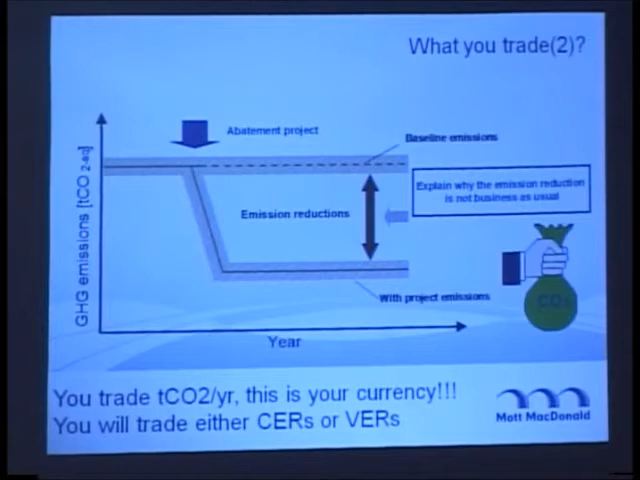 What you trade(2)?
Abatement project
Baseline emissions
GHG emissions [tCO 2-eq]
Explain why the emission reduction
is not business as usual
Emission reductions
CO₂
With project emissions
Year
You trade tCO2/yr, this is your currency!!!
You will trade either CERs or VERs
Mott MacDonald